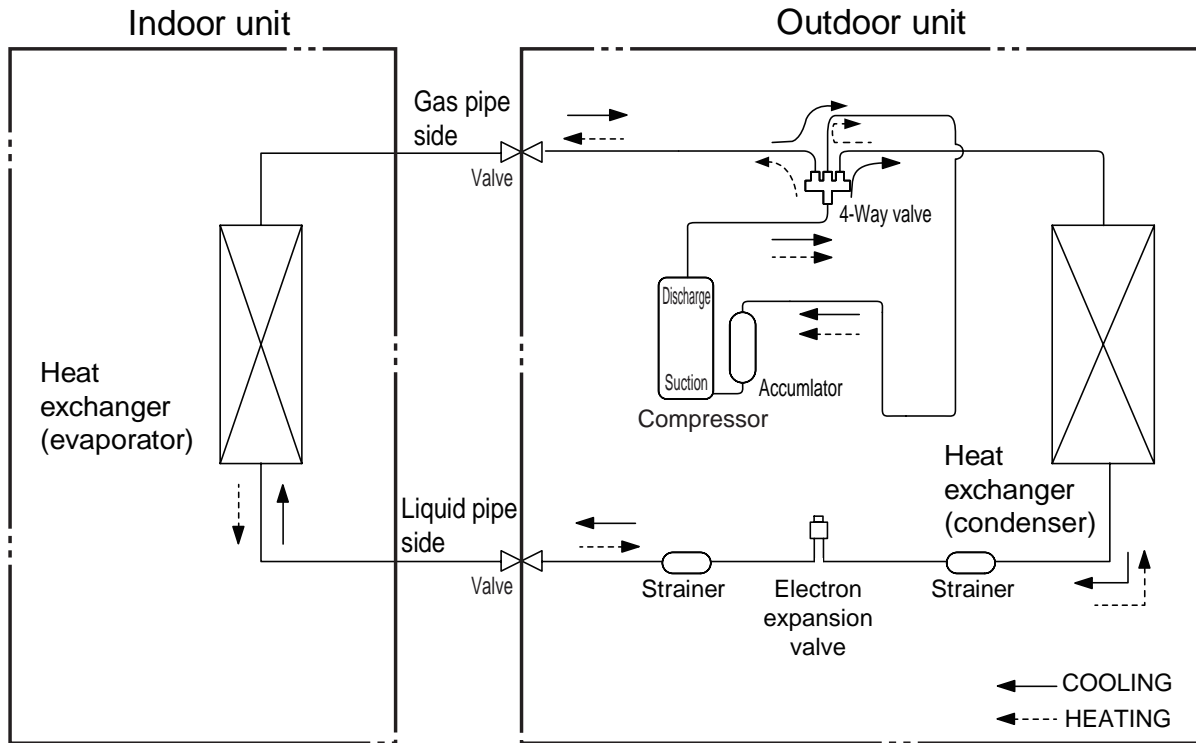 Indoor unit
Outdoor unit
Gas pipe
side
Valve
4-Way valve
Discharge
Suction
Accumlator
Compressor
Heat
exchanger
(evaporator)
Heat
exchanger
(condenser)
Liquid pipe
side
Valve
Strainer
Electron
expansion
valve
Strainer
COOLING
HEATING